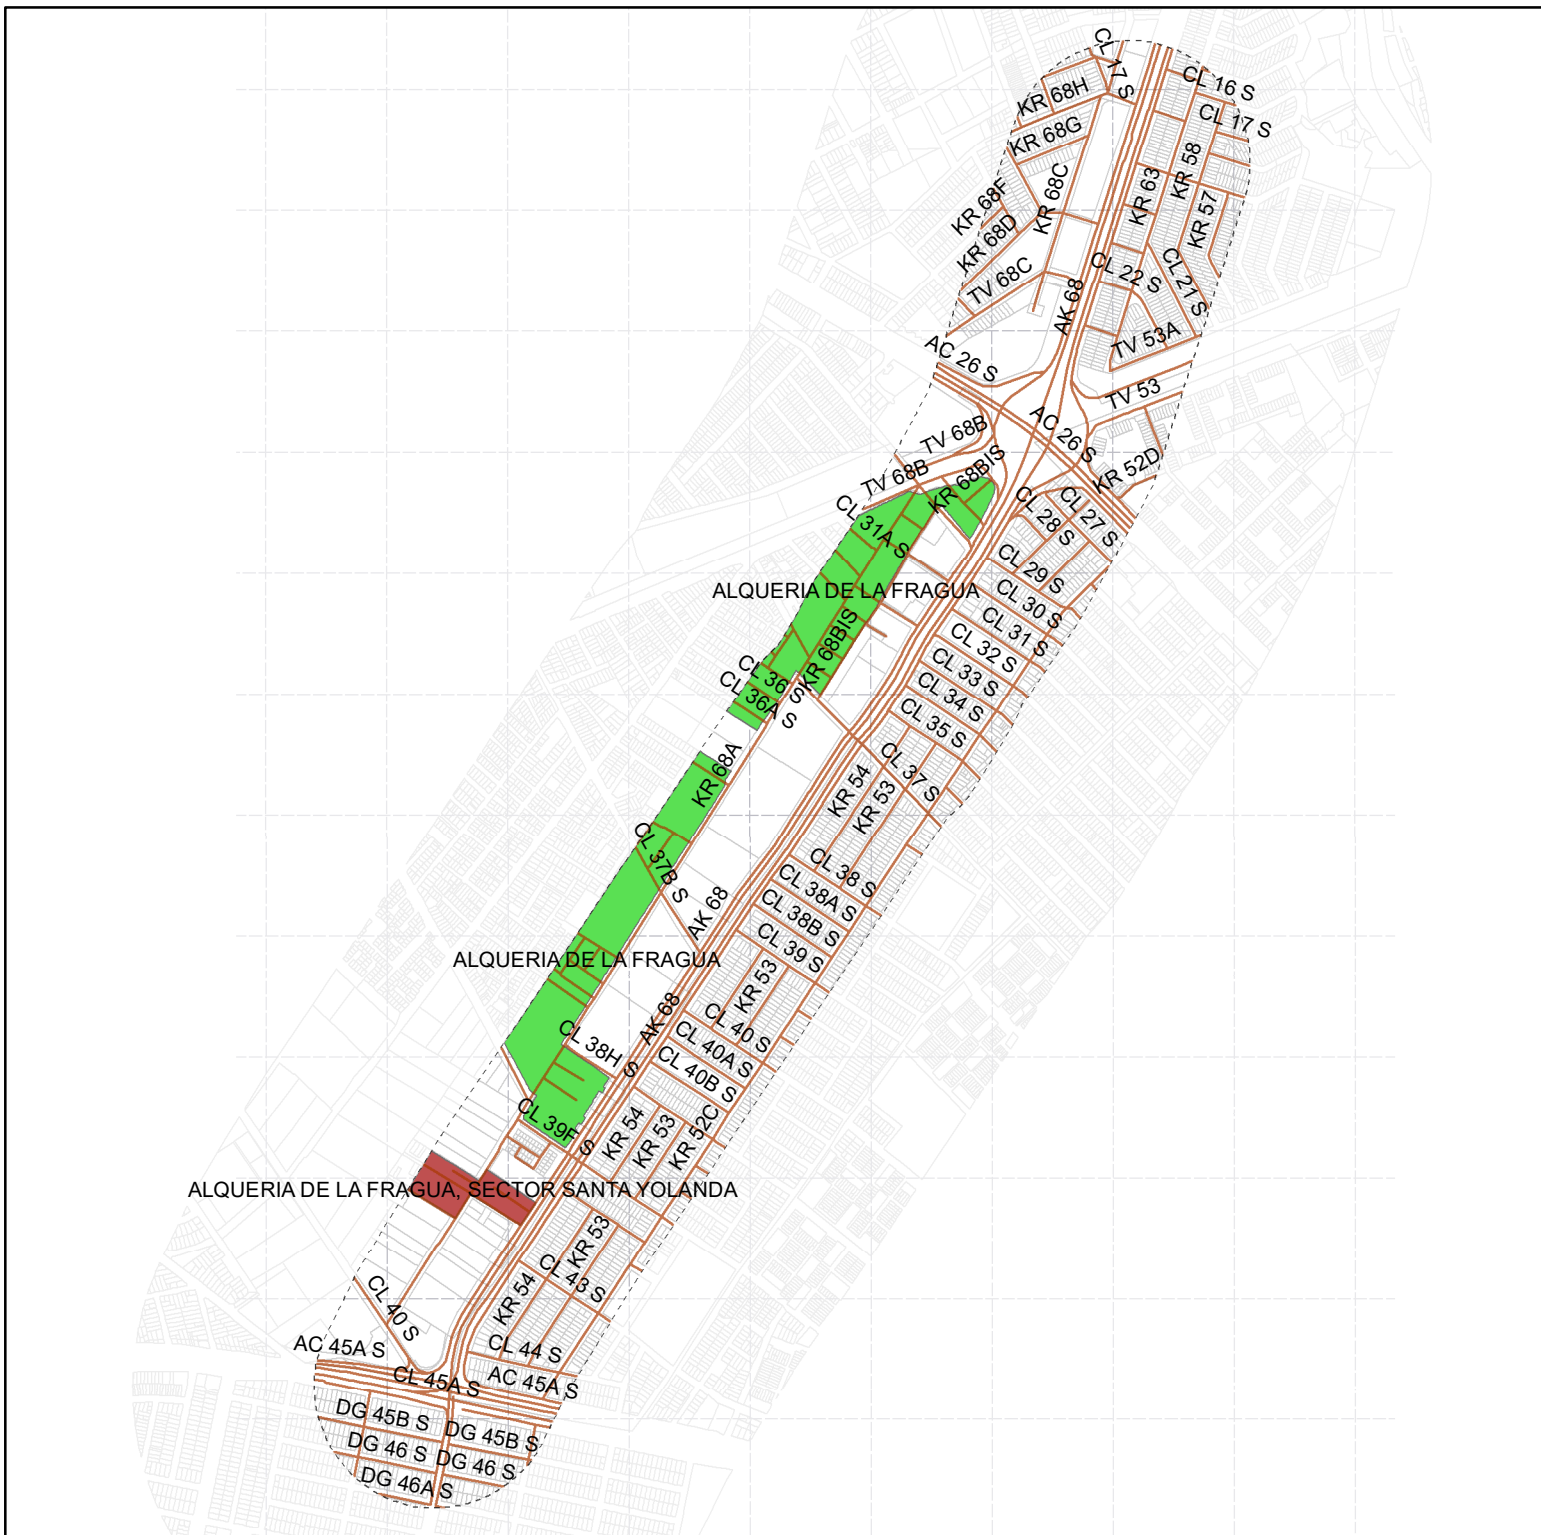 CL 17 S
CL 16 S
KR 68H
CL 17 S
KR 68G
KR 58
KR 68C
KR 63
KR 68F
KR 57
KR 68D
TV 68C
CL 22 S
CL 21 S
AK 68
TV 53A
AC 26 S
TV 53
AC 26 S
TV 68B
KR 52D
TV 68B
KR 68BIS
CL 31A S
CL 28 S
CL 27 S
CL 29 S
ALQUERIA DE LA FRAGUA
CL 30 S
CL 31 S
KR 68BIS
CL 32 S
CL 33 S
CL 36 S
CL 36A S
CL 34 S
CL 35 S
KR 68A
CL 37 S
KR 54
KR 53
CL 37B S
CL 38 S
CL 38A S
AK 68
CL 38B S
CL 39 S
ALQUERIA DE LA FRAGUA
KR 53
AK 68
CL 40 S
CL 38H S
CL 40A S
CL 40B S
CL 39F S
KR 54
KR 53
KR 52C
ALQUERIA DE LA FRAGUA, SECTOR SANTA YOLANDA
KR 53
CL 43 S
KR 54
CL 40 S
AC 45A S
CL 44 S
CL 45A S
AC 45A S
DG 45B S
DG 45B S
DG 46 S
DG 46 S
DG 46A S